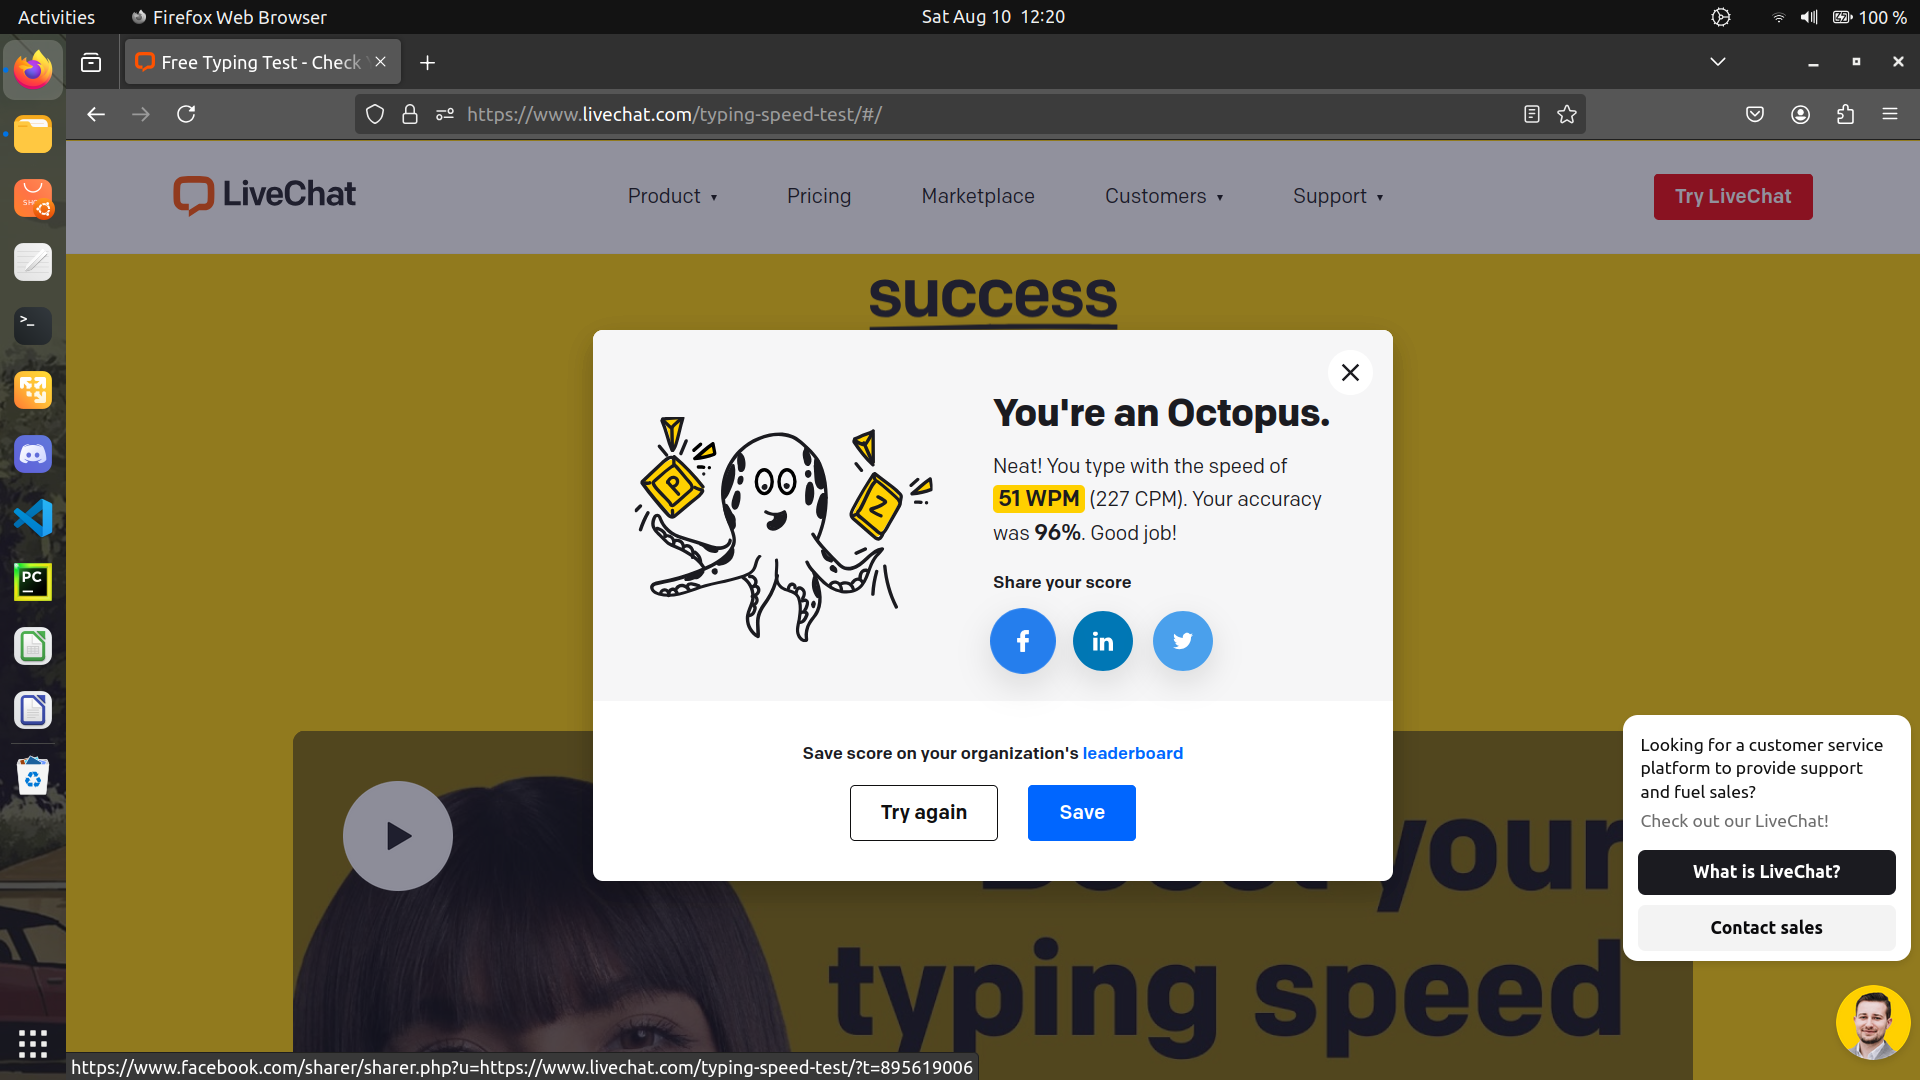 Activities
Firefox Web Browser
Sat Aug 10 12:20
100 %
Free Typing Test - Check
https://www.livechat.com/typing-speed-test/#/
LiveChat
Product
Pricing
Marketplace
Customers
Support
Try LiveChat
success
P
Z
You're an Octopus.
Neat! You type with the speed of
51 WPM (227 CPM). Your accuracy
was 96%. Good job!
Share your score
f
in
Save score on your organization's leaderboard
Try again
Save
your
typing speed
Looking for a customer service
platform to provide support
and fuel sales?
Check out our LiveChat!
What is LiveChat?
Contact sales
PC
>_
https://www.facebook.com/sharer/sharer.php?u=https://www.livechat.com/typing-speed-test/?t=895619006